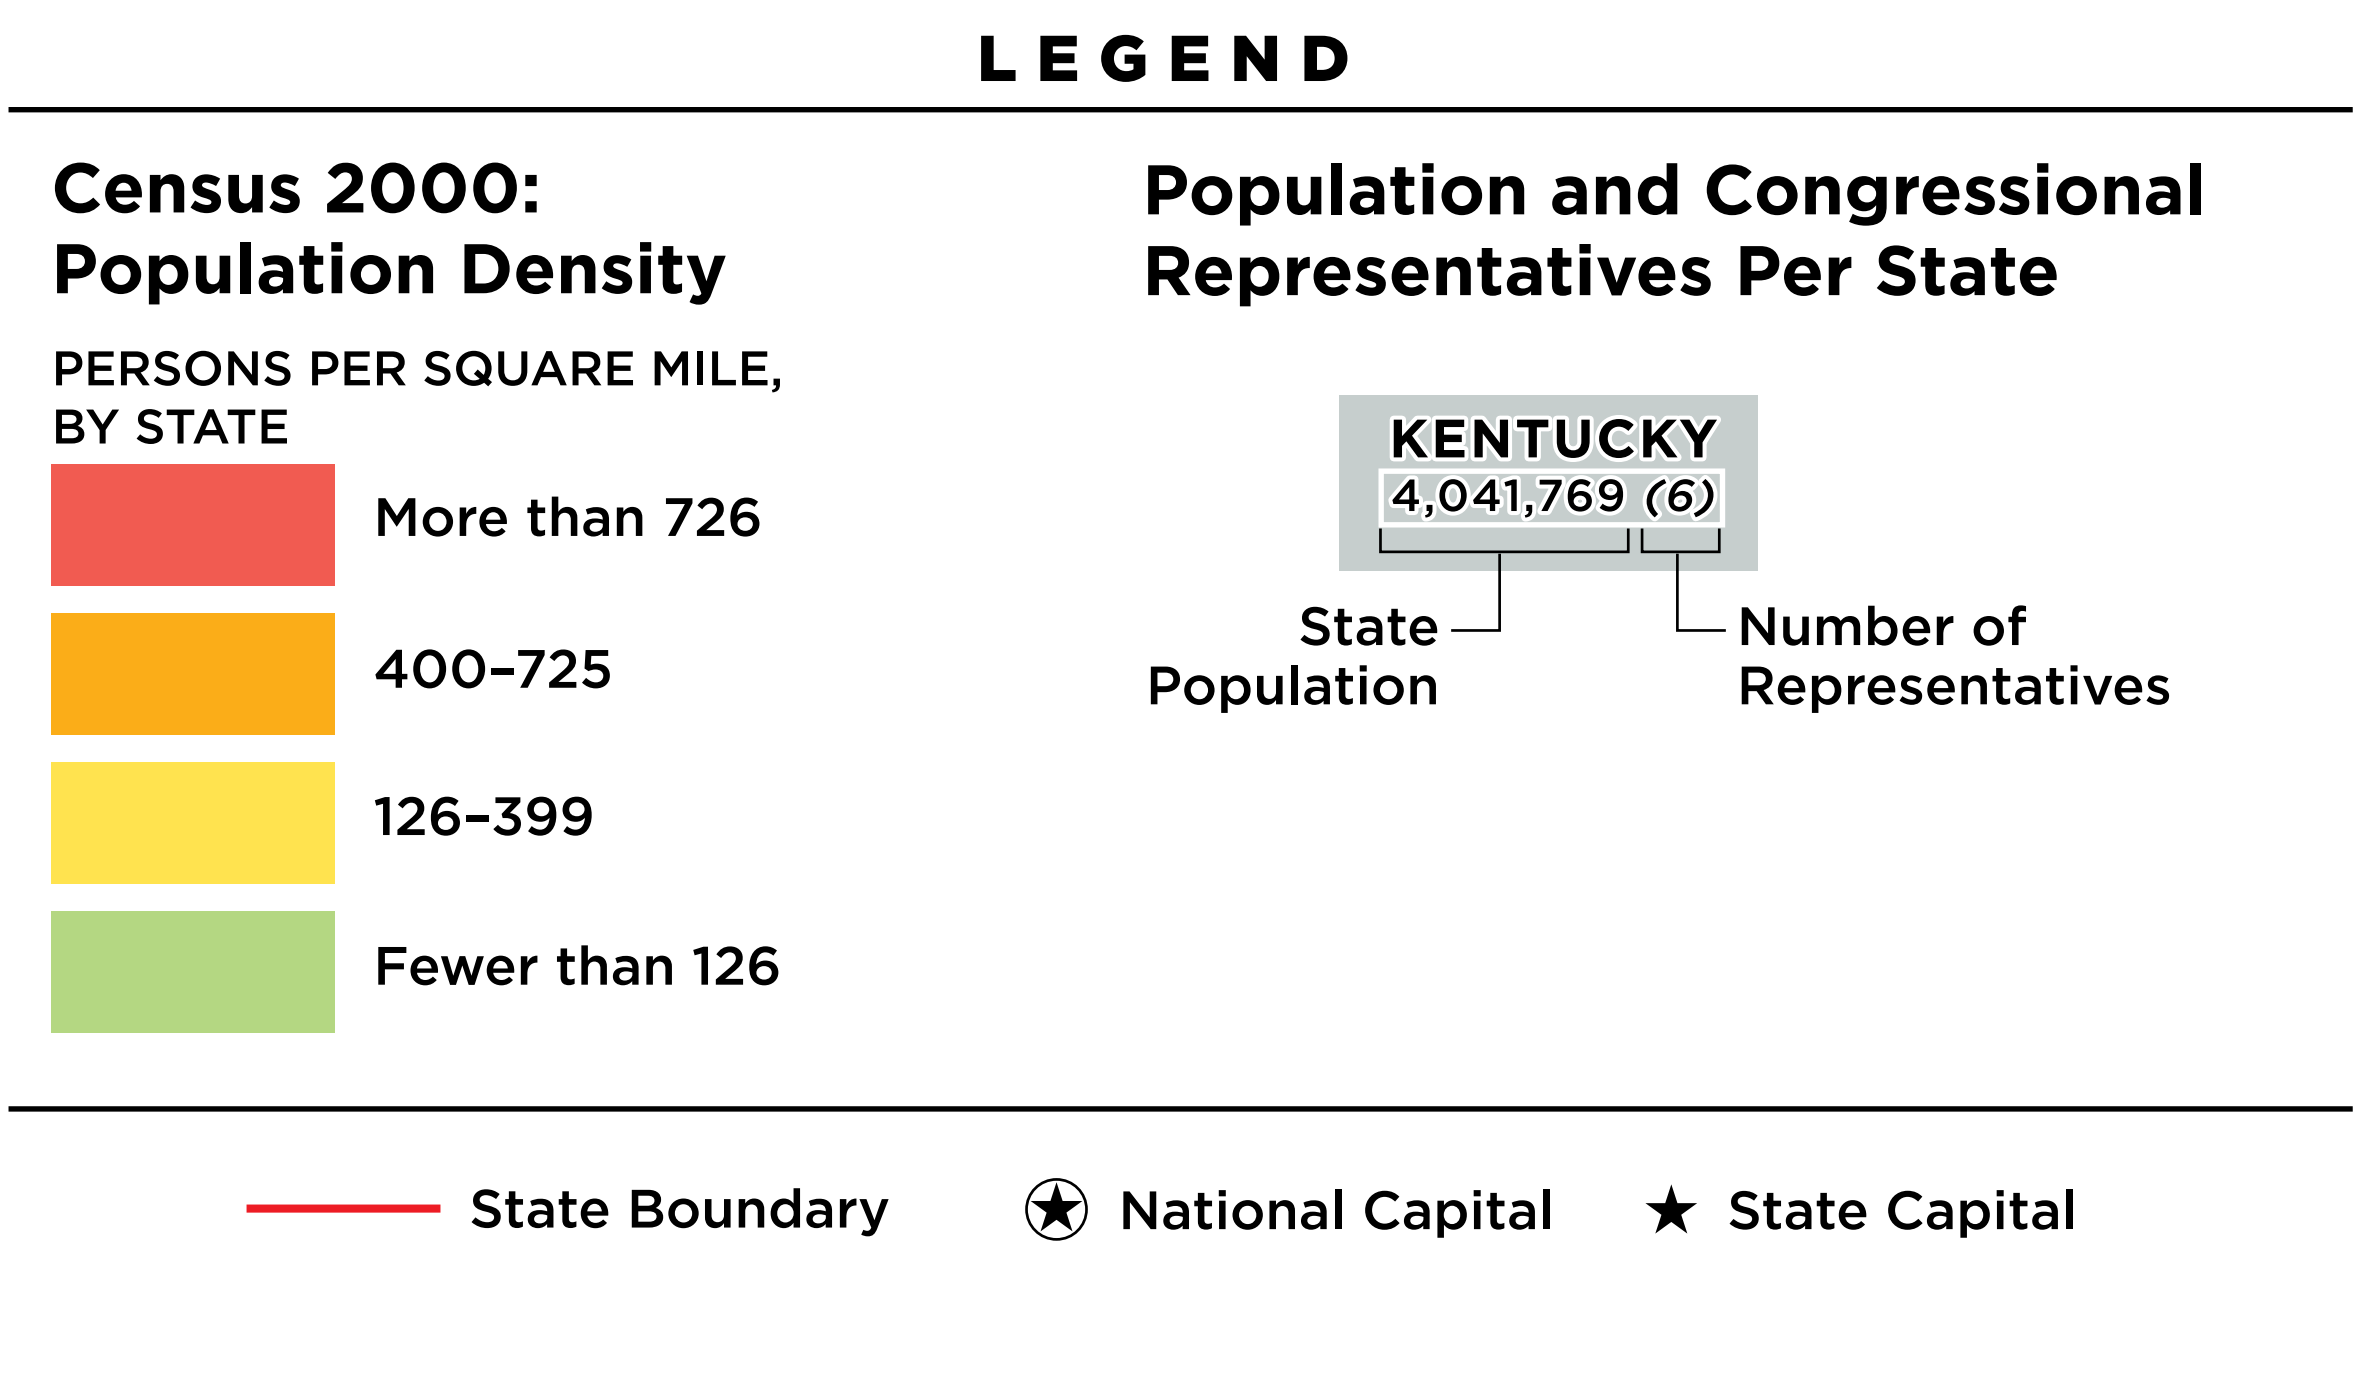 LEGEND
Census 2000:
Population Density
PERSONS PER SQUARE MILE,
BY STATE
More than 726
400–725
126–399
Fewer than 126
Population and Congressional
Representatives Per State
KENTUCKY
4,041,769 (6)
State
Population
Number of
Representatives
State Boundary
National Capital
State Capital